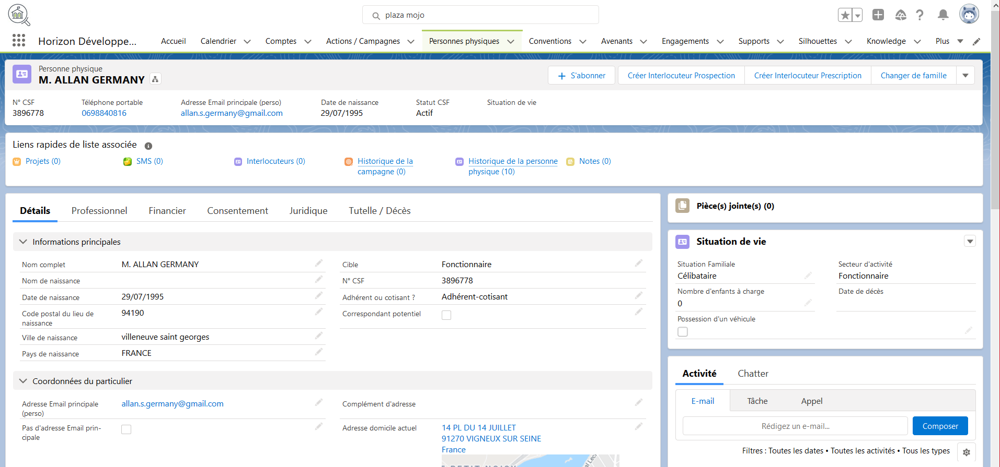 plaza mojo
Horizon Développe...
Accueil
Calendrier
Comptes
Actions / Campagnes
Personnes physiques
Conventions
Avenants
Engagements
Supports
Silhouettes
Knowledge
Plus
Personne physique
M. ALLAN GERMANY
S'abonner
Créer Interlocuteur Prospection
Créer Interlocuteur Prescription
Changer de famille
N° CSF
3896778
Téléphone portable
0698840816
Adresse Email principale (perso)
allan.s.germany@gmail.com
Date de naissance
29/07/1995
Statut CSF
Actif
Situation de vie
Liens rapides de liste associée
Projets (0)
SMS (0)
Interlocuteurs (0)
Historique de la
campagne (0)
Historique de la personne
physique (10)
Notes (0)
Détails
Professionnel
Financier
Consentement
Juridique
Tutelle / Décès
Informations principales
Nom complet
M. ALLAN GERMANY
Cible
Fonctionnaire
Nom de naissance
N° CSF
3896778
Date de naissance
29/07/1995
Adhérent ou cotisant ?
Adhérent-cotisant
Code postal du lieu de
naissance
94190
Correspondant potentiel
Ville de naissance
villeneuve saint georges
Pays de naissance
FRANCE
Coordonnées du particulier
Adresse Email principale
(perso)
allan.s.germany@gmail.com
Complément d'adresse
Pas d'adresse Email prin-
cipale
Adresse domicile actuel
14 PL DU 14 JUILLET
91270 VIGNEUX SUR SEINE
France
Pièce(s) jointe(s) (0)
Situation de vie
Situation Familiale
Célibataire
Secteur d'activité
Fonctionnaire
Nombre d'enfants à charge
0
Date de décès
Possession d'un véhicule
Activité
Chatter
E-mail
Tâche
Appel
Rédigez un e-mail...
Composer
Filtres : Toutes les dates • Toutes les activités • Tous les types